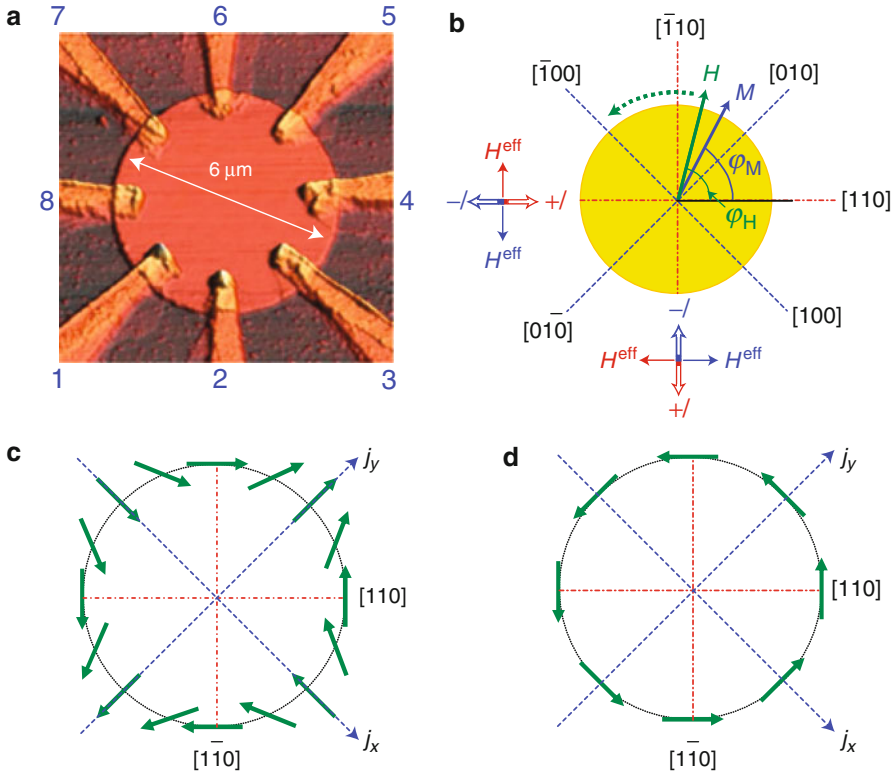 a
7 6 5
8 6 μm 4
1 2 3
b
[1̄10]
[1̄00] H M [010]
H^eff φ_M
−/ +/ φ_H [110]
H^eff
[01̄0] −/ [100]
H^eff H^eff
+/
c
j_y
[110]
[11̄0] j_x
d
j_y
[110]
[11̄0] j_x